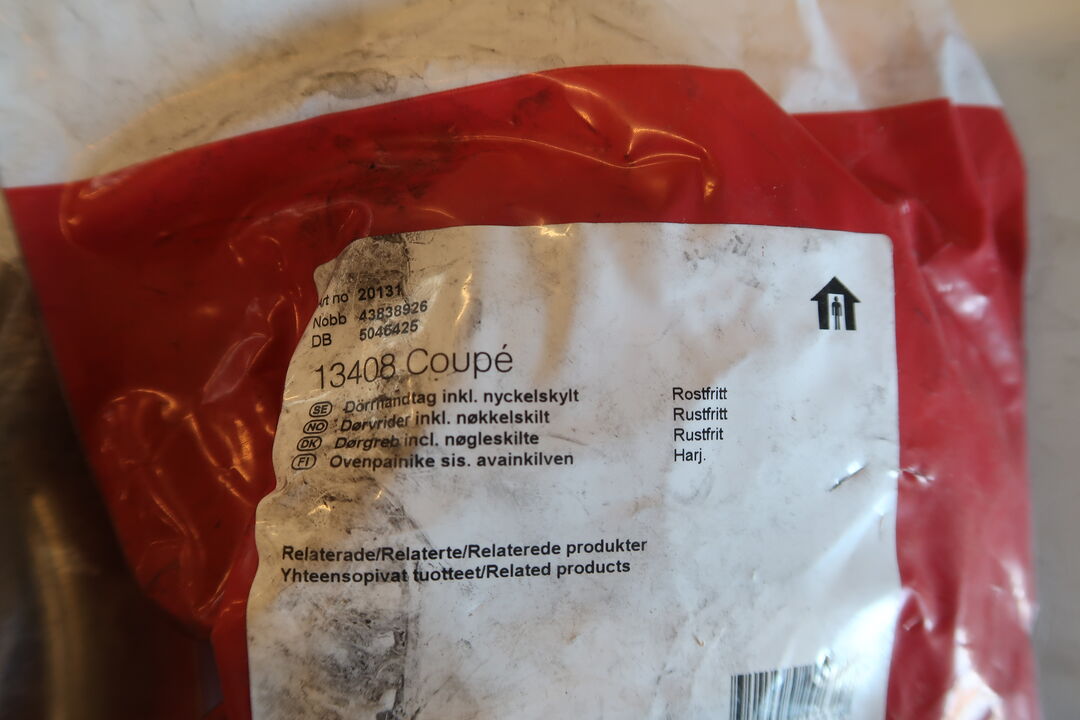 Art no 20131
Nobb 43838926
DB 5046425
13408 Coupé
SE Dörrhandtag inkl. nyckelskylt Rostfritt
NO Dørvrider inkl. nøkkelskilt Rustfritt
DK Dørgreb incl. nøgleskilte Rustfrit
FI Ovenpainike sis. avainkilven Harj.
Relaterade/Relaterte/Relaterede produkter
Yhteensopivat tuotteet/Related products